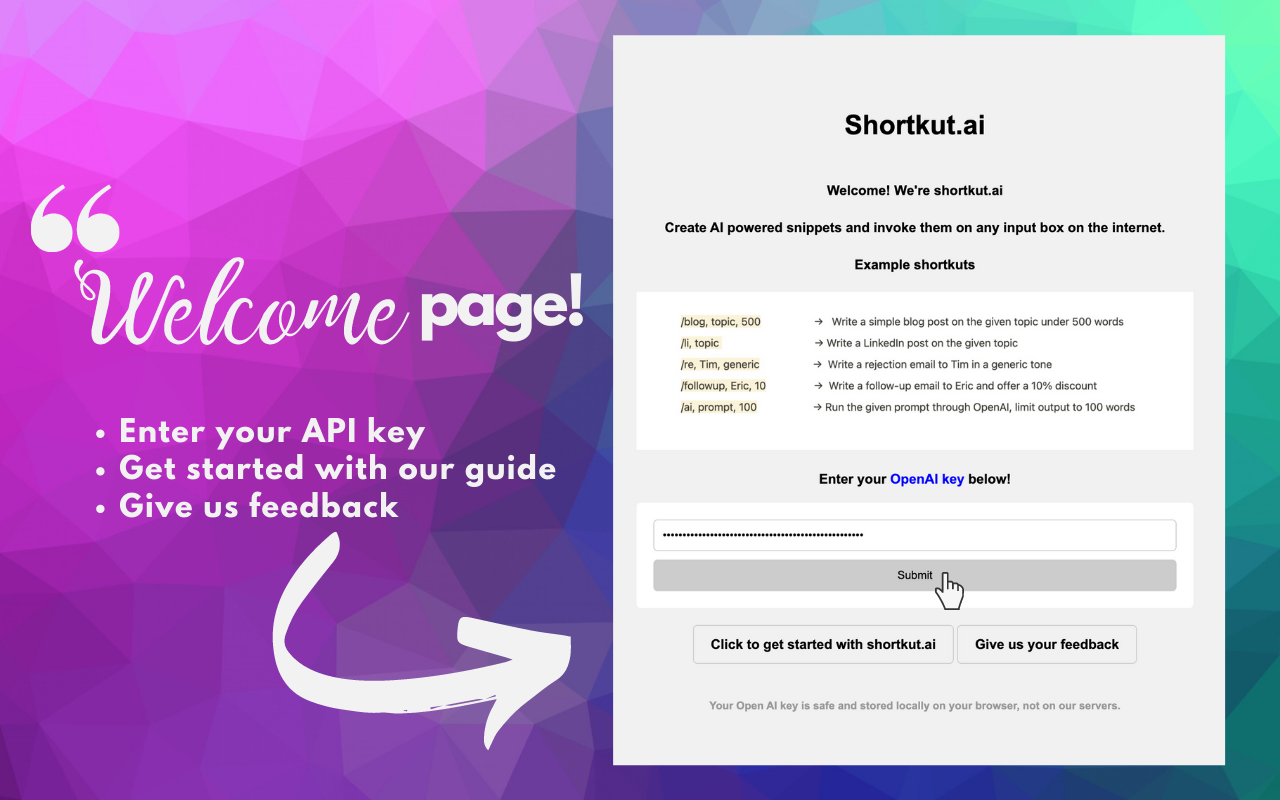 “
Welcome page!
• Enter your API key
• Get started with our guide
• Give us feedback
Shortkut.ai
Welcome! We're shortkut.ai
Create AI powered snippets and invoke them on any input box on the internet.
Example shortkuts
/blog, topic, 500 → Write a simple blog post on the given topic under 500 words
/li, topic → Write a LinkedIn post on the given topic
/re, Tim, generic → Write a rejection email to Tim in a generic tone
/followup, Eric, 10 → Write a follow-up email to Eric and offer a 10% discount
/ai, prompt, 100 → Run the given prompt through OpenAI, limit output to 100 words
Enter your OpenAI key below!
Submit
Click to get started with shortkut.ai
Give us your feedback
Your Open AI key is safe and stored locally on your browser, not on our servers.